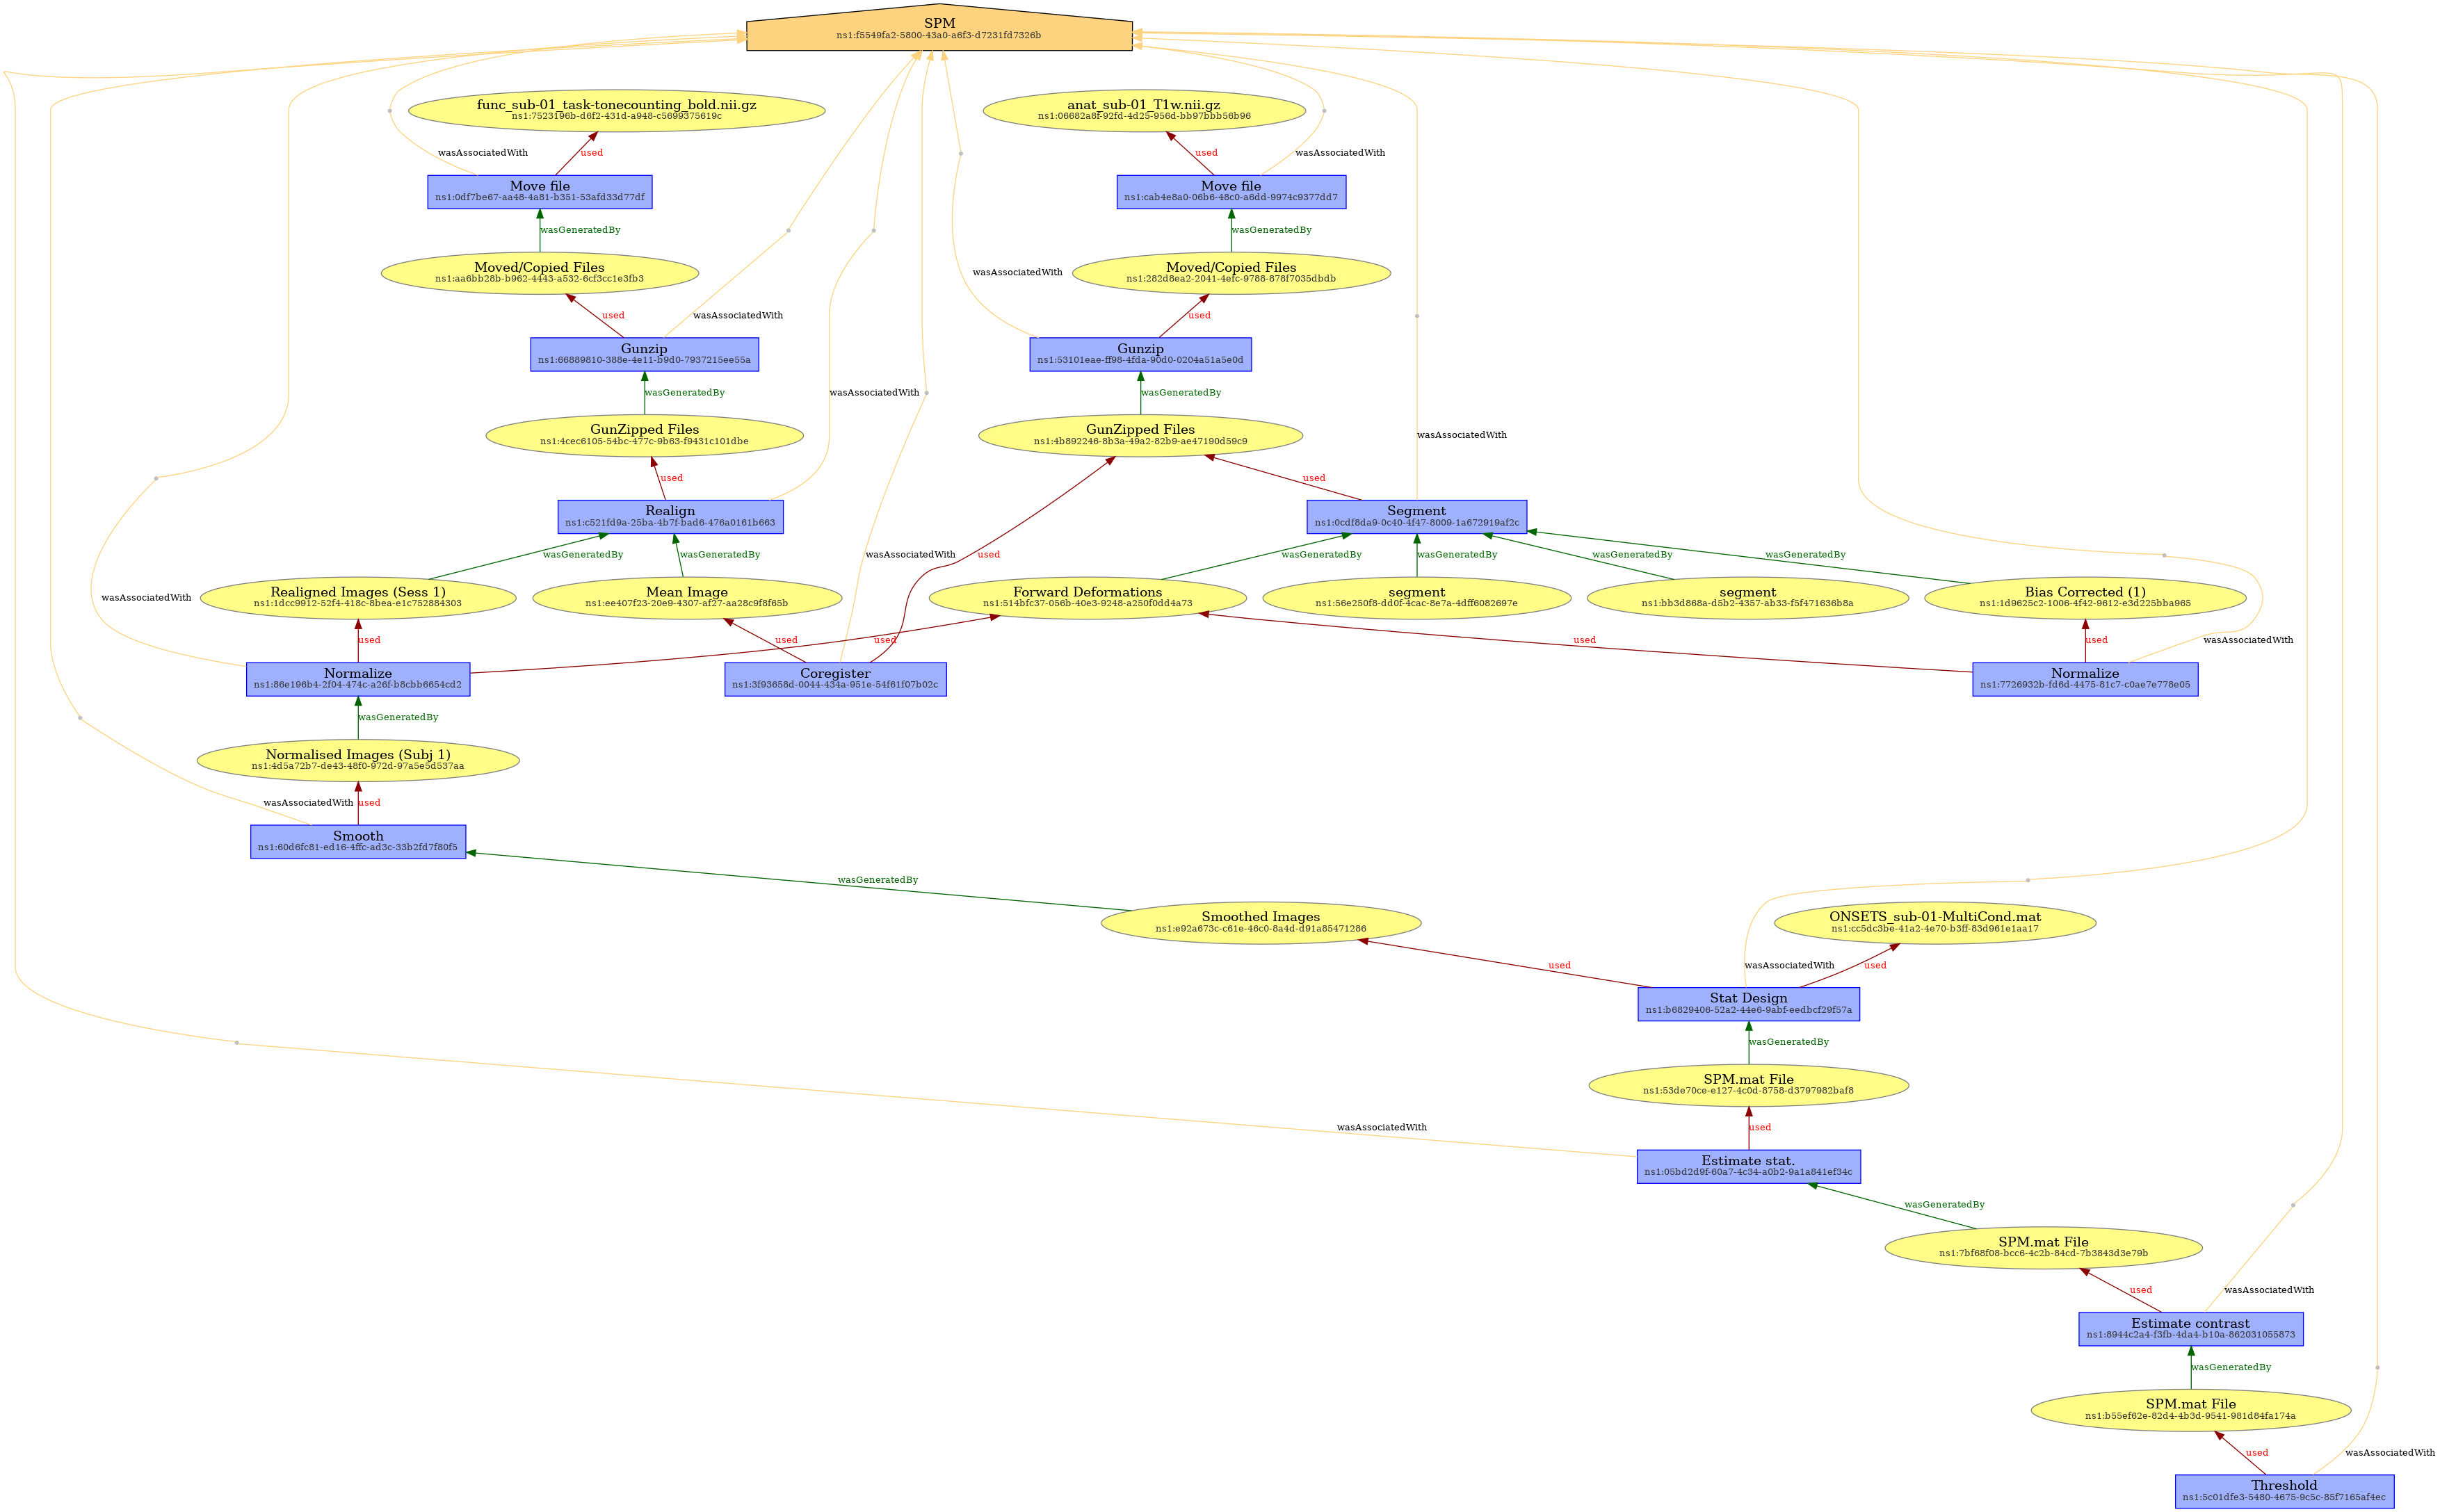 SPM
ns1:f5549fa2-5800-43a0-a6f3-d7231fd7326b
func_sub-01_task-tonecounting_bold.nii.gz
ns1:7523196b-d6f2-431d-a948-c5699375619c
anat_sub-01_T1w.nii.gz
ns1:06682a8f-92fd-4d25-956d-bb97bbb56b96
wasAssociatedWith
used
used
wasAssociatedWith
Move file
ns1:0df7be67-aa48-4a81-b351-53afd33d77df
Move file
ns1:cab4e8a0-06b6-48c0-a6dd-9974c9377dd7
wasGeneratedBy
wasGeneratedBy
Moved/Copied Files
ns1:aa6bb28b-b962-4443-a532-6cf3cc1e3fb3
wasAssociatedWith
Moved/Copied Files
ns1:282d8ea2-2041-4efc-9788-878f7035dbdb
used
wasAssociatedWith
used
Gunzip
ns1:66889810-388e-4e11-b9d0-7937215ee55a
Gunzip
ns1:53101eae-ff98-4fda-90d0-0204a51a5e0d
wasGeneratedBy
wasAssociatedWith
wasGeneratedBy
GunZipped Files
ns1:4cec6105-54bc-477c-9b63-f9431c101dbe
GunZipped Files
ns1:4b892246-8b3a-49a2-82b9-ae47190d59c9
wasAssociatedWith
used
used
Realign
ns1:c521fd9a-25ba-4b7f-bad6-476a0161b663
Segment
ns1:0cdf8da9-0c40-4f47-8009-1a672919af2c
wasGeneratedBy
wasGeneratedBy
wasAssociatedWith
used
wasGeneratedBy
wasGeneratedBy
wasGeneratedBy
wasGeneratedBy
wasAssociatedWith
Realigned Images (Sess 1)
ns1:1dcc9912-52f4-418c-8bea-e1c752884303
Mean Image
ns1:ee407f23-20e9-4307-af27-aa28c9f8f65b
Forward Deformations
ns1:514bfc37-056b-40e3-9248-a250f0dd4a73
segment
ns1:56e250f8-dd0f-4cac-8e7a-4dff6082697e
segment
ns1:bb3d868a-d5b2-4357-ab33-f5f471636b8a
Bias Corrected (1)
ns1:1d9625c2-1006-4f42-9612-e3d225bba965
used
used
used
used
used
wasAssociatedWith
Normalize
ns1:86e196b4-2f04-474c-a26f-b8cbb6654cd2
Coregister
ns1:3f93658d-0044-434a-951e-54f61f07b02c
Normalize
ns1:7726932b-fd6d-4475-81c7-c0ae7e778e05
wasGeneratedBy
Normalised Images (Subj 1)
ns1:4d5a72b7-de43-48f0-972d-97a5e5d537aa
wasAssociatedWith
used
Smooth
ns1:60d6fc81-ed16-4ffc-ad3c-33b2fd7f80f5
wasGeneratedBy
Smoothed Images
ns1:e92a673c-c61e-46c0-8a4d-d91a85471286
ONSETS_sub-01-MultiCond.mat
ns1:cc5dc3be-41a2-4e70-b3ff-83d961e1aa17
used
wasAssociatedWith
used
Stat Design
ns1:b6829406-52a2-44e6-9abf-eedbcf29f57a
wasGeneratedBy
SPM.mat File
ns1:53de70ce-e127-4c0d-8758-d3797982baf8
wasAssociatedWith
used
Estimate stat.
ns1:05bd2d9f-60a7-4c34-a0b2-9a1a841ef34c
wasGeneratedBy
SPM.mat File
ns1:7bf68f08-bcc6-4c2b-84cd-7b3843d3e79b
used
wasAssociatedWith
Estimate contrast
ns1:8944c2a4-f3fb-4da4-b10a-862031055873
wasGeneratedBy
SPM.mat File
ns1:b55ef62e-82d4-4b3d-9541-981d84fa174a
used
wasAssociatedWith
Threshold
ns1:5c01dfe3-5480-4675-9c5c-85f7165af4ec